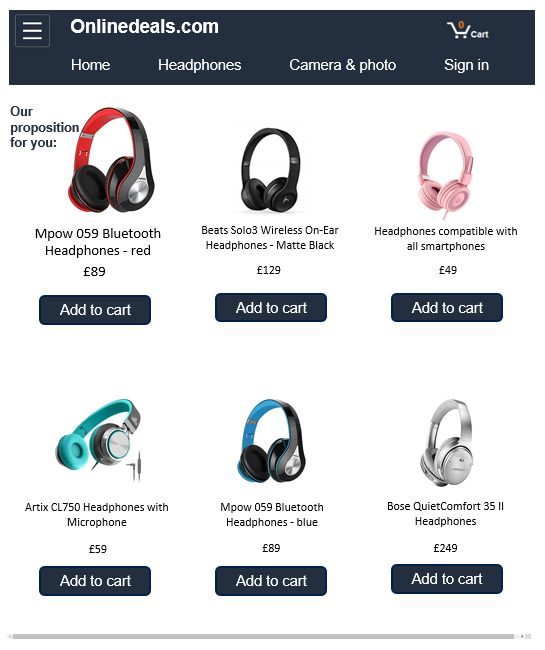 Onlinedeals.com
0
Cart
Home Headphones Camera & photo Sign in
Our
proposition
for you:
Mpow 059 Bluetooth
Headphones - red
£89
Add to cart
Beats Solo3 Wireless On-Ear
Headphones - Matte Black
£129
Add to cart
Headphones compatible with
all smartphones
£49
Add to cart
Artix CL750 Headphones with
Microphone
£59
Add to cart
Mpow 059 Bluetooth
Headphones - blue
£89
Add to cart
Bose QuietComfort 35 II
Headphones
£249
Add to cart